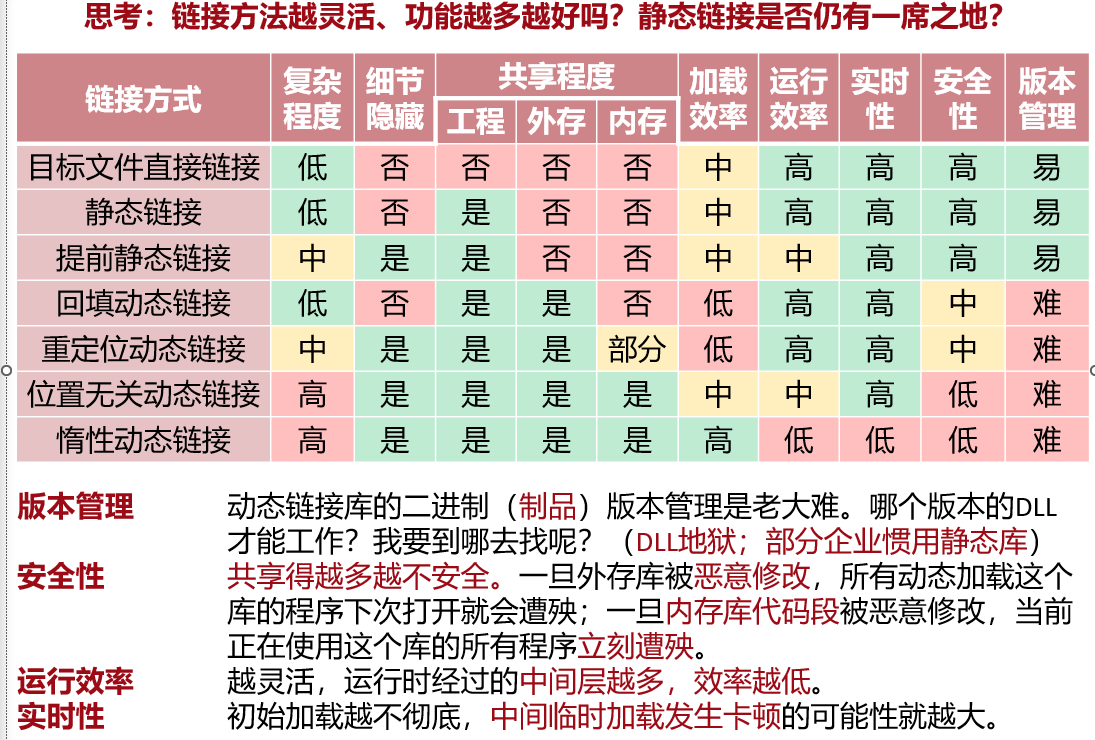 思考：链接方法越灵活、功能越多越好吗？静态链接是否仍有一席之地？
链接方式 复杂程度 细节隐藏 共享程度 加载效率 运行效率 实时性 安全性 版本管理
工程 外存 内存
目标文件直接链接 低 否 否 否 否 中 高 高 高 易
静态链接 低 否 是 否 否 中 高 高 高 易
提前静态链接 中 是 是 否 否 中 中 高 高 易
回填动态链接 低 否 是 是 否 低 高 高 中 难
重定位动态链接 中 是 是 是 部分 低 高 高 中 难
位置无关动态链接 高 是 是 是 是 中 中 高 低 难
惰性动态链接 高 是 是 是 是 高 低 低 低 难
版本管理 动态链接库的二进制（制品）版本管理是老大难。哪个版本的DLL
才能工作？我要到哪去找呢？（DLL地狱；部分企业惯用静态库）
安全性 共享得越多越不安全。一旦外存库被恶意修改，所有动态加载这个
库的程序下次打开就会遭殃；一旦内存库代码段被恶意修改，当前
正在使用这个库的所有程序立刻遭殃。
运行效率 越灵活，运行时经过的中间层越多，效率越低。
实时性 初始加载越不彻底，中间临时加载发生卡顿的可能性就越大。